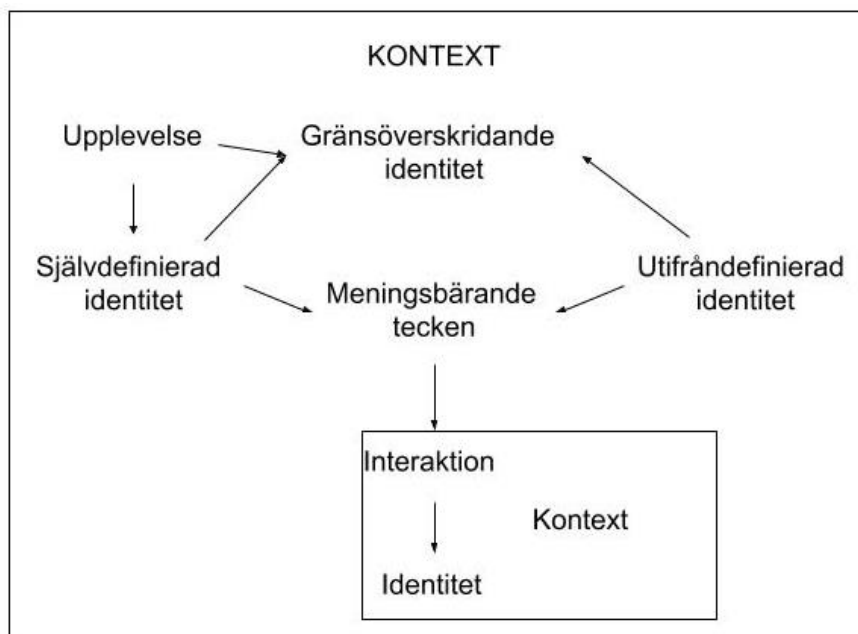 KONTEXT
Upplevelse
Gränsöverskridande
identitet
Självdefinierad
identitet
Meningsbärande
tecken
Utifråndefinierad
identitet
Interaktion
Kontext
Identitet